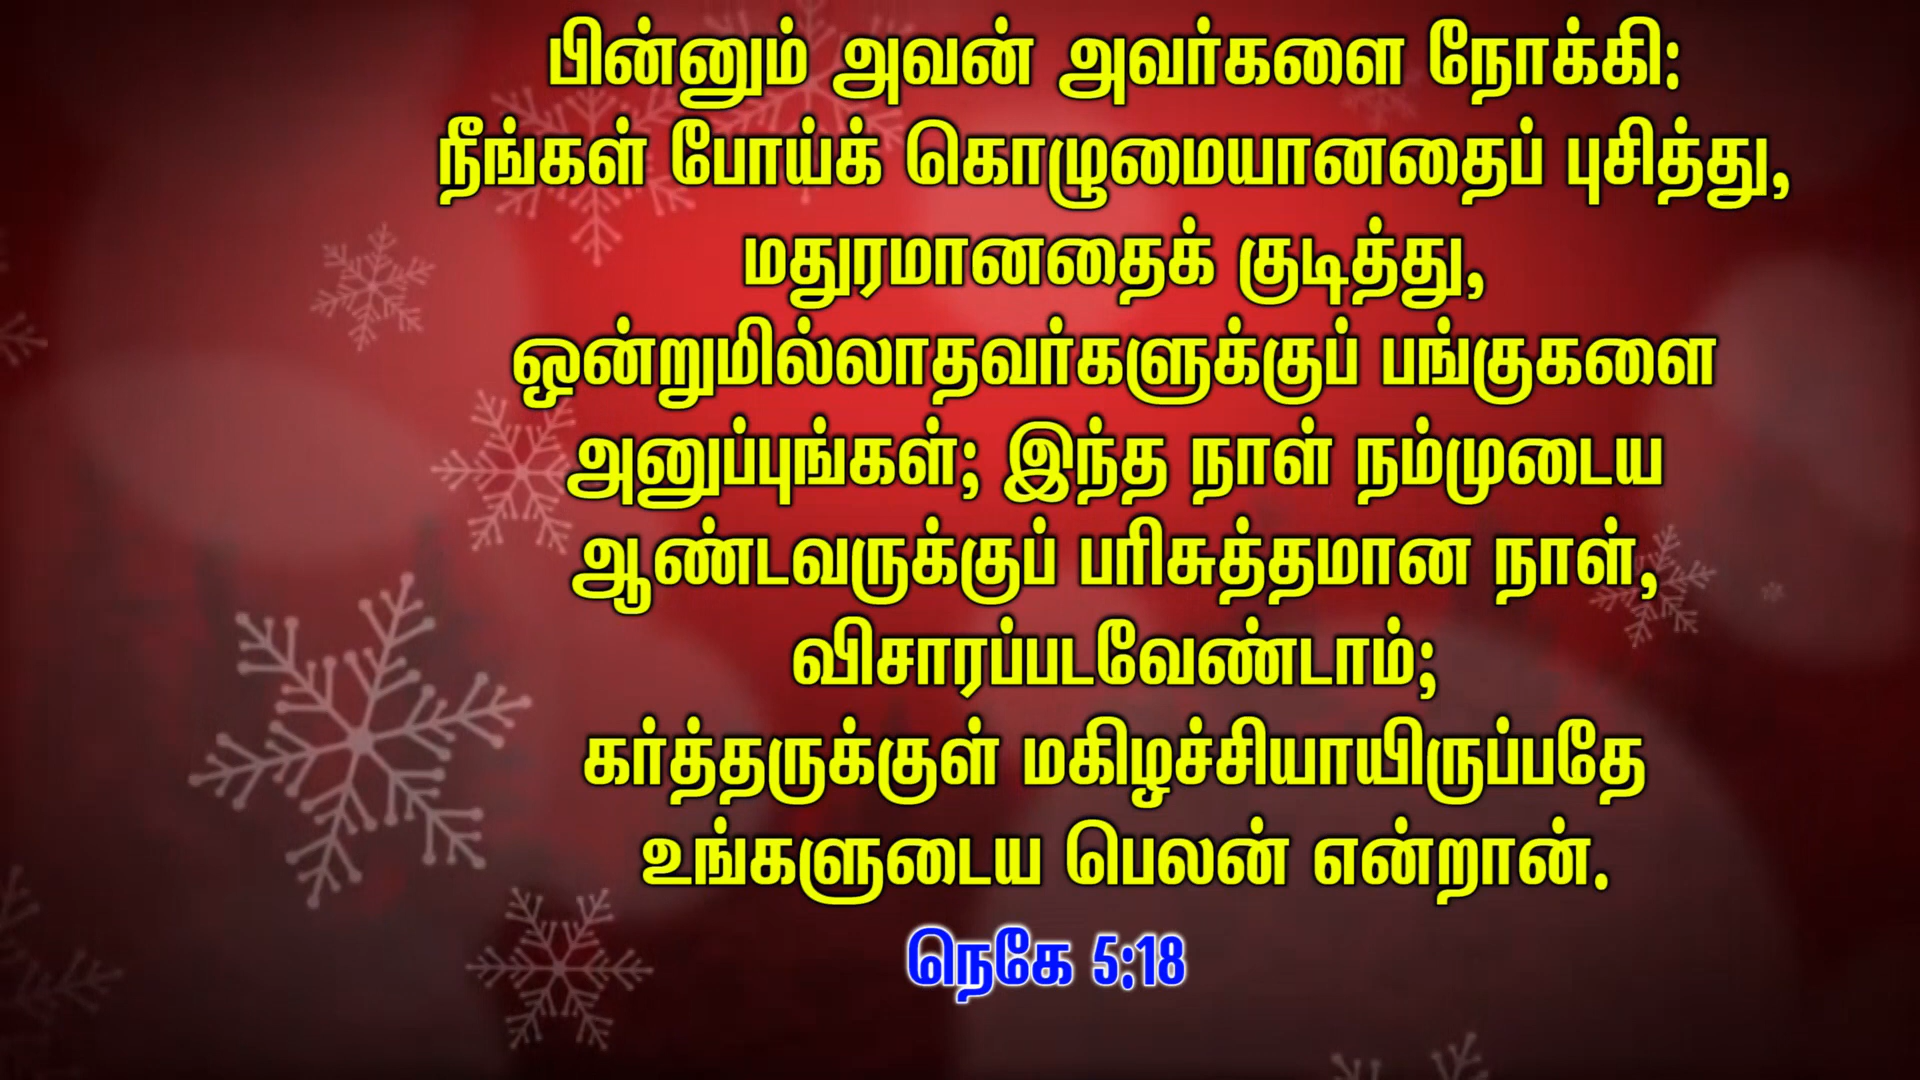 பின்னும் அவன் அவர்களை நோக்கி:
நீங்கள் போய்க் கொழுமையானதைப் புசித்து,
மதுரமானதைக் குடித்து,
ஒன்றுமில்லாதவர்களுக்குப் பங்குகளை
அனுப்புங்கள்; இந்த நாள் நம்முடைய
ஆண்டவருக்குப் பரிசுத்தமான நாள்,
விசாரப்படவேண்டாம்;
கர்த்தருக்குள் மகிழச்சியாயிருப்பதே
உங்களுடைய பெலன் என்றான்.
நெகே 5:18